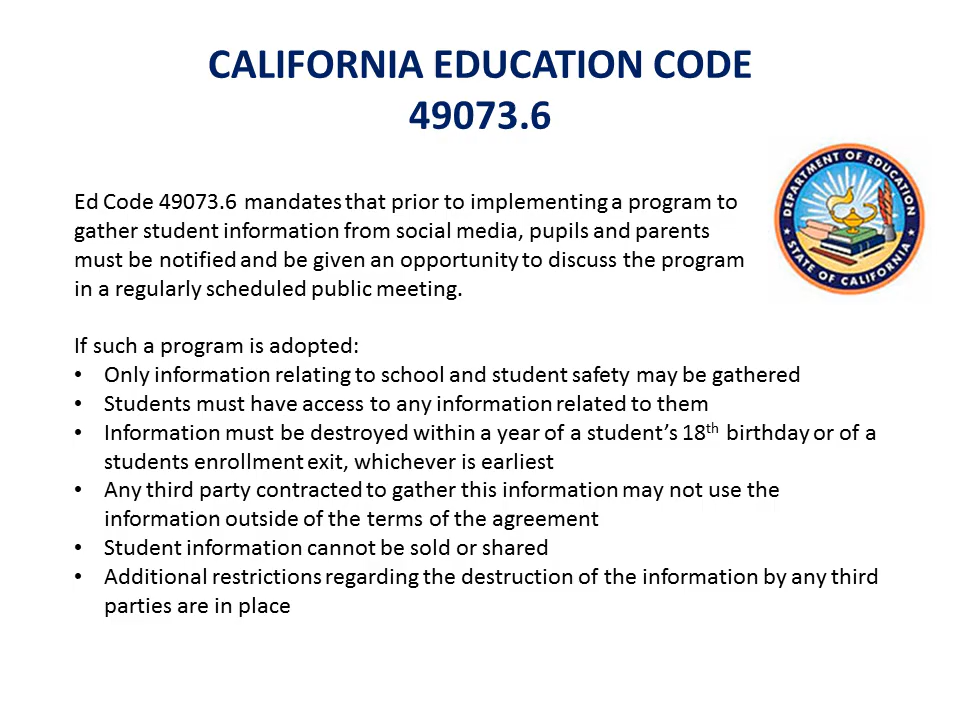 CALIFORNIA EDUCATION CODE
49073.6
DEPARTMENT OF EDUCATION
STATE OF CALIFORNIA
Ed Code 49073.6 mandates that prior to implementing a program to
gather student information from social media, pupils and parents
must be notified and be given an opportunity to discuss the program
in a regularly scheduled public meeting.
If such a program is adopted:
• Only information relating to school and student safety may be gathered
• Students must have access to any information related to them
• Information must be destroyed within a year of a student’s 18th birthday or of a
students enrollment exit, whichever is earliest
• Any third party contracted to gather this information may not use the
information outside of the terms of the agreement
• Student information cannot be sold or shared
• Additional restrictions regarding the destruction of the information by any third
parties are in place